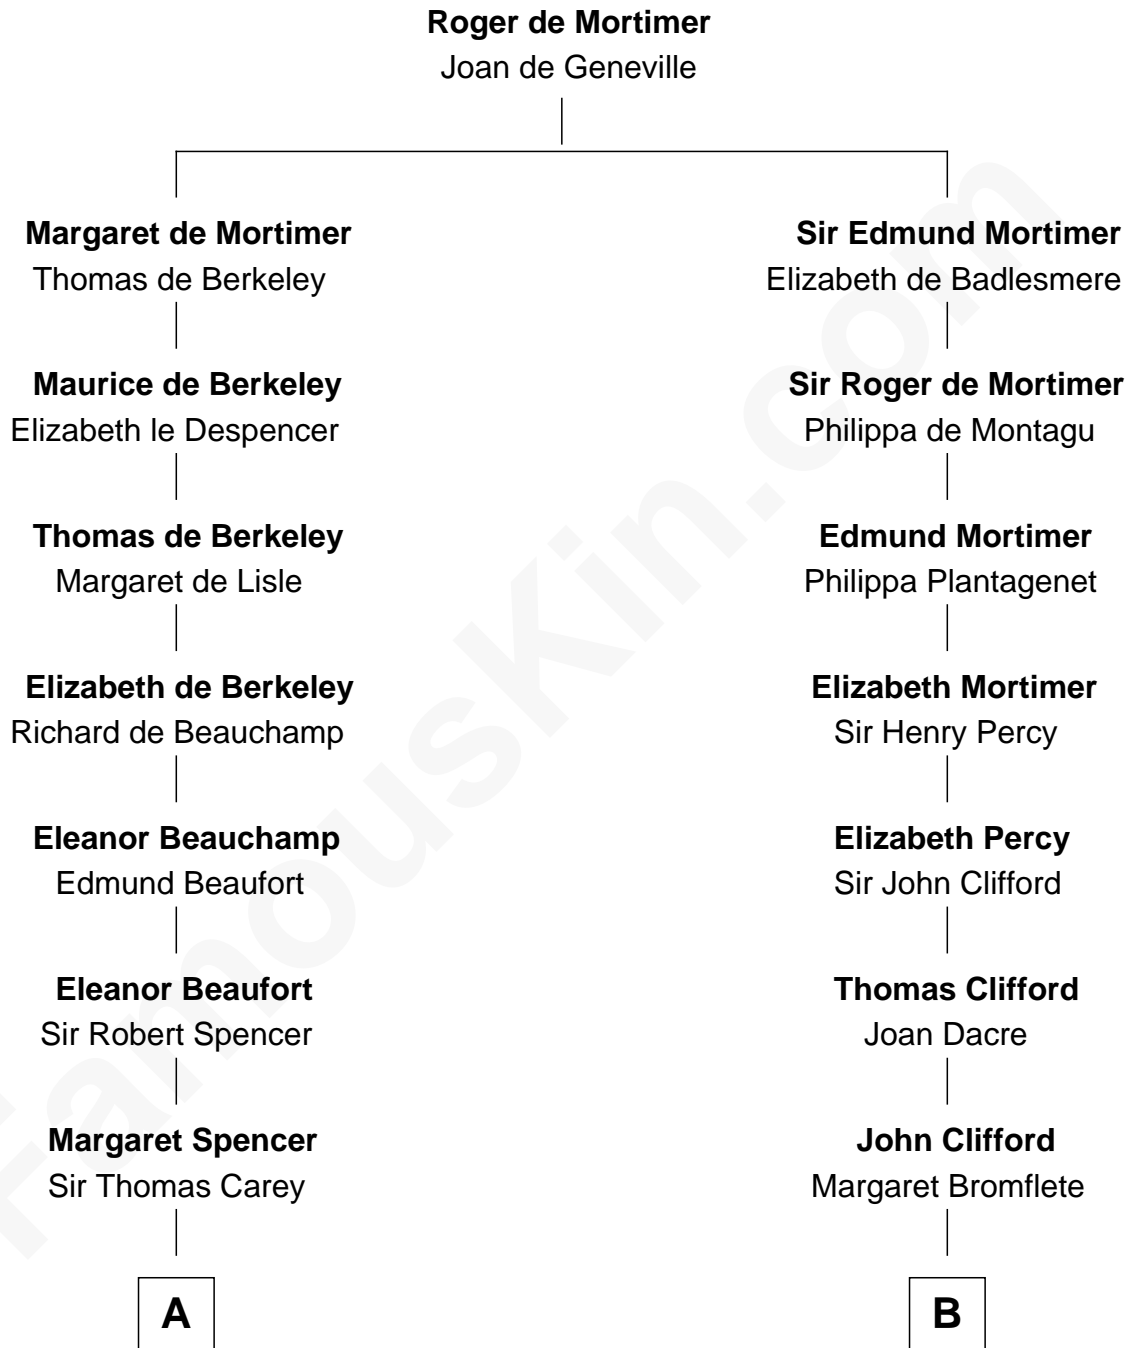 Roger de Mortimer
Joan de Geneville
Margaret de Mortimer
Thomas de Berkeley
Sir Edmund Mortimer
Elizabeth de Badlesmere
Maurice de Berkeley
Elizabeth le Despencer
Sir Roger de Mortimer
Philippa de Montagu
Thomas de Berkeley
Margaret de Lisle
Edmund Mortimer
Philippa Plantagenet
Elizabeth de Berkeley
Richard de Beauchamp
Elizabeth Mortimer
Sir Henry Percy
Eleanor Beauchamp
Edmund Beaufort
Elizabeth Percy
Sir John Clifford
Eleanor Beaufort
Sir Robert Spencer
Thomas Clifford
Joan Dacre
Margaret Spencer
Sir Thomas Carey
John Clifford
Margaret Bromflete
A
B
FamousKin.com